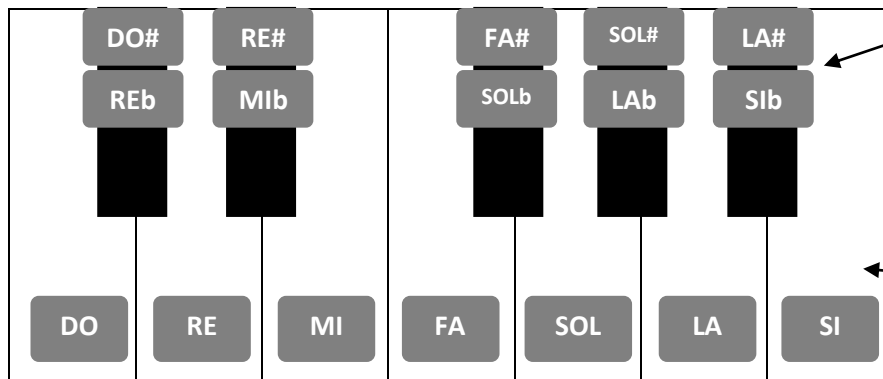 DO# RE# FA# SOL# LA#
REb MIb SOLb LAb SIb
DO RE MI FA SOL LA SI